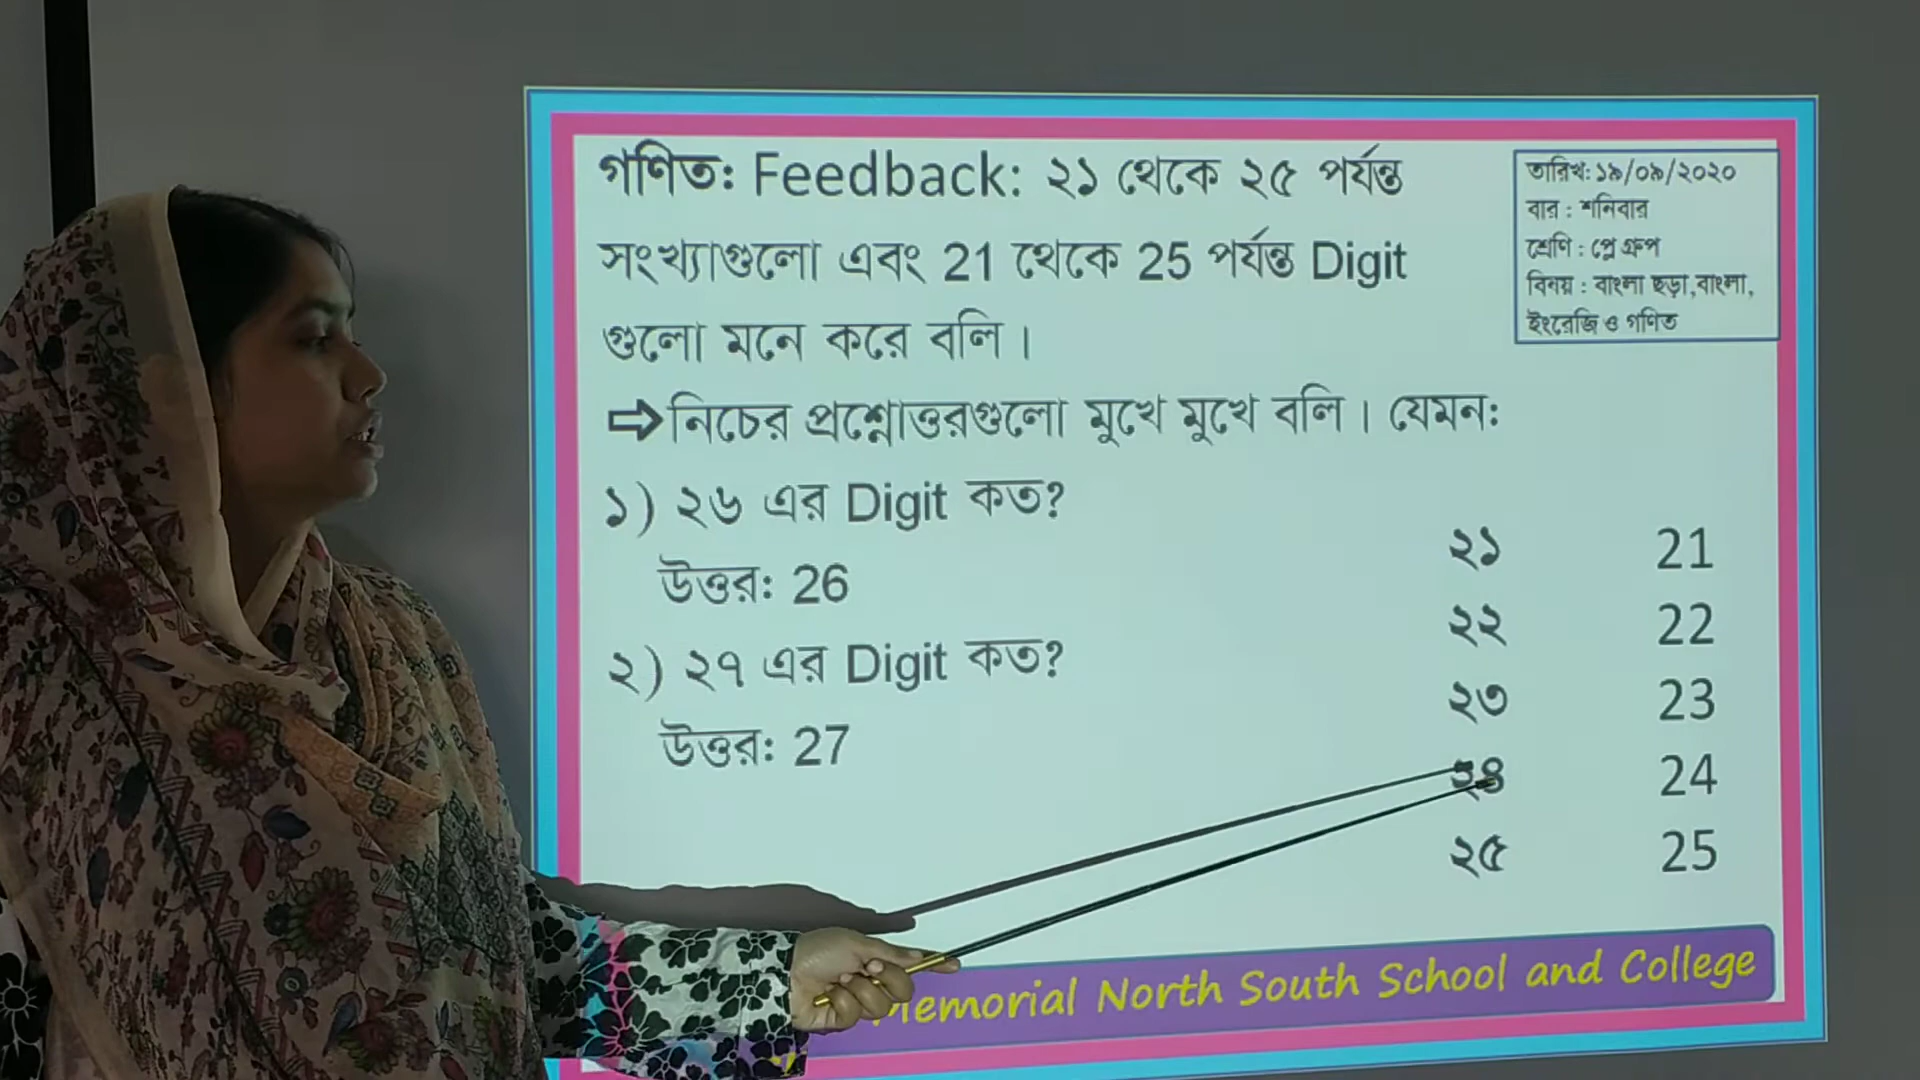 গণিতঃ Feedback: ২১ থেকে ২৫ পর্যন্ত
সংখ্যাগুলো এবং 21 থেকে 25 পর্যন্ত Digit
গুলো মনে করে বলি।
⇨নিচের প্রশ্নোত্তরগুলো মুখে মুখে বলি। যেমনঃ
১) ২৬ এর Digit কত?
উত্তরঃ 26
২) ২৭ এর Digit কত?
উত্তরঃ 27
তারিখ: ১৯/০৯/২০২০
বার : শনিবার
শ্রেণি : প্লে গ্রুপ
বিষয় : বাংলা ছড়া,বাংলা,
ইংরেজি ও গণিত
২১ 21
২২ 22
২৩ 23
২৪ 24
২৫ 25
Memorial North South School and College